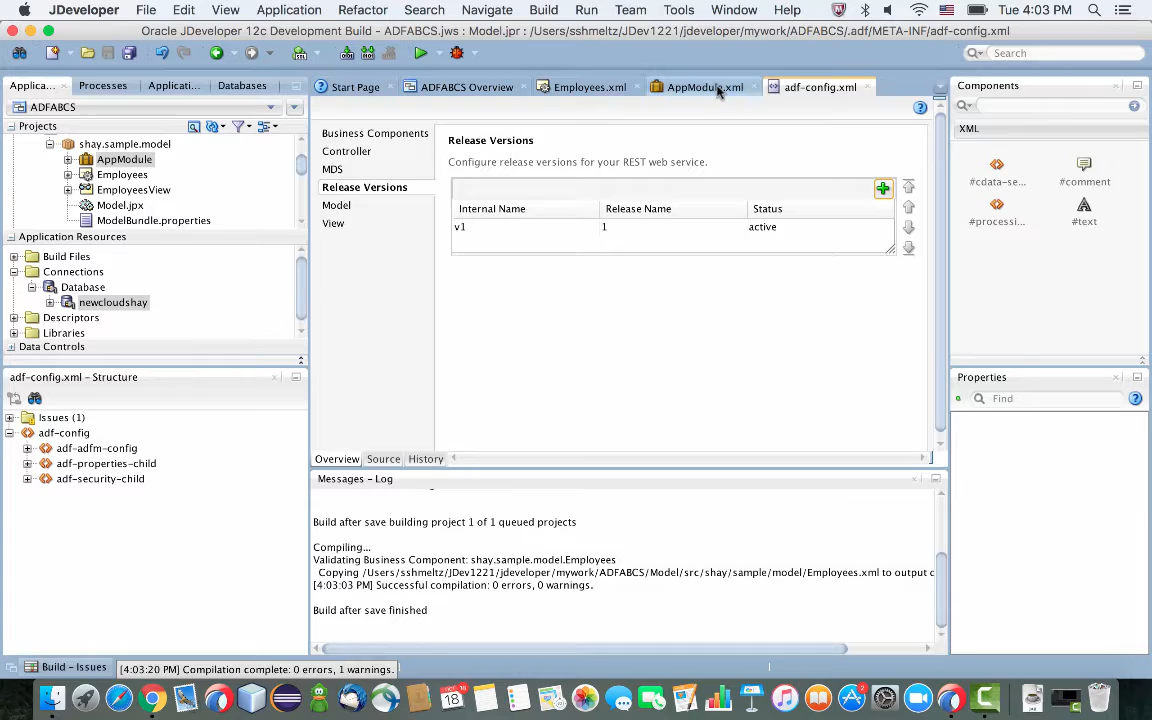 JDeveloper File Edit View Application Refactor Search Navigate Build Run Team Tools Window Help Tue 4:03 PM
Oracle JDeveloper 12c Development Build - ADFABCS.jws : Model.jpr : /Users/sshmeltz/JDev1221/jdeveloper/mywork/ADFABCS/.adf/META-INF/adf-config.xml
Search
Applica... Processes Applicati... Databases
Start Page ADFABCS Overview Employees.xml AppModule.xml adf-config.xml
Components
ADFABCS
Projects
shay.sample.model
AppModule
Employees
EmployeesView
Model.jpx
ModelBundle.properties
Application Resources
Build Files
Connections
Database
newcloudshay
Descriptors
Libraries
Data Controls
Business Components
Controller
MDS
Release Versions
Model
View
Release Versions
Configure release versions for your REST web service.
Internal Name Release Name Status
v1 1 active
Overview Source History
XML
#cdata-se... #comment
#processi... #text
adf-config.xml - Structure
Issues (1)
adf-config
adf-adfm-config
adf-properties-child
adf-security-child
Messages - Log
Build after save building project 1 of 1 queued projects
Compiling...
Validating Business Component: shay.sample.model.Employees
Copying /Users/sshmeltz/JDev1221/jdeveloper/mywork/ADFABCS/Model/src/shay/sample/model/Employees.xml to output c
[4:03:03 PM] Successful compilation: 0 errors, 0 warnings.
Build after save finished
Properties
Find
Build - Issues [4:03:20 PM] Compilation complete: 0 errors, 1 warnings.